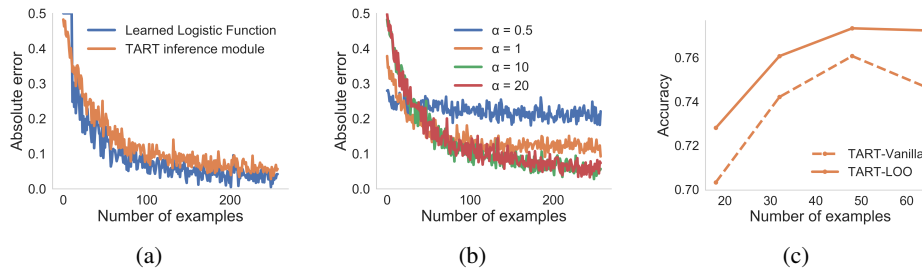 0.5
0.4
0.3
0.2
0.1
0.0
Absolute error
Learned Logistic Function
TART inference module
0 100 200
Number of examples
(a)
0.5
0.4
0.3
0.2
0.1
0.0
Absolute error
α = 0.5
α = 1
α = 10
α = 20
0 100 200
Number of examples
(b)
0.76
0.74
0.72
0.70
Accuracy
TART-Vanilla
TART-LOO
20 30 40 50 60
Number of examples
(c)